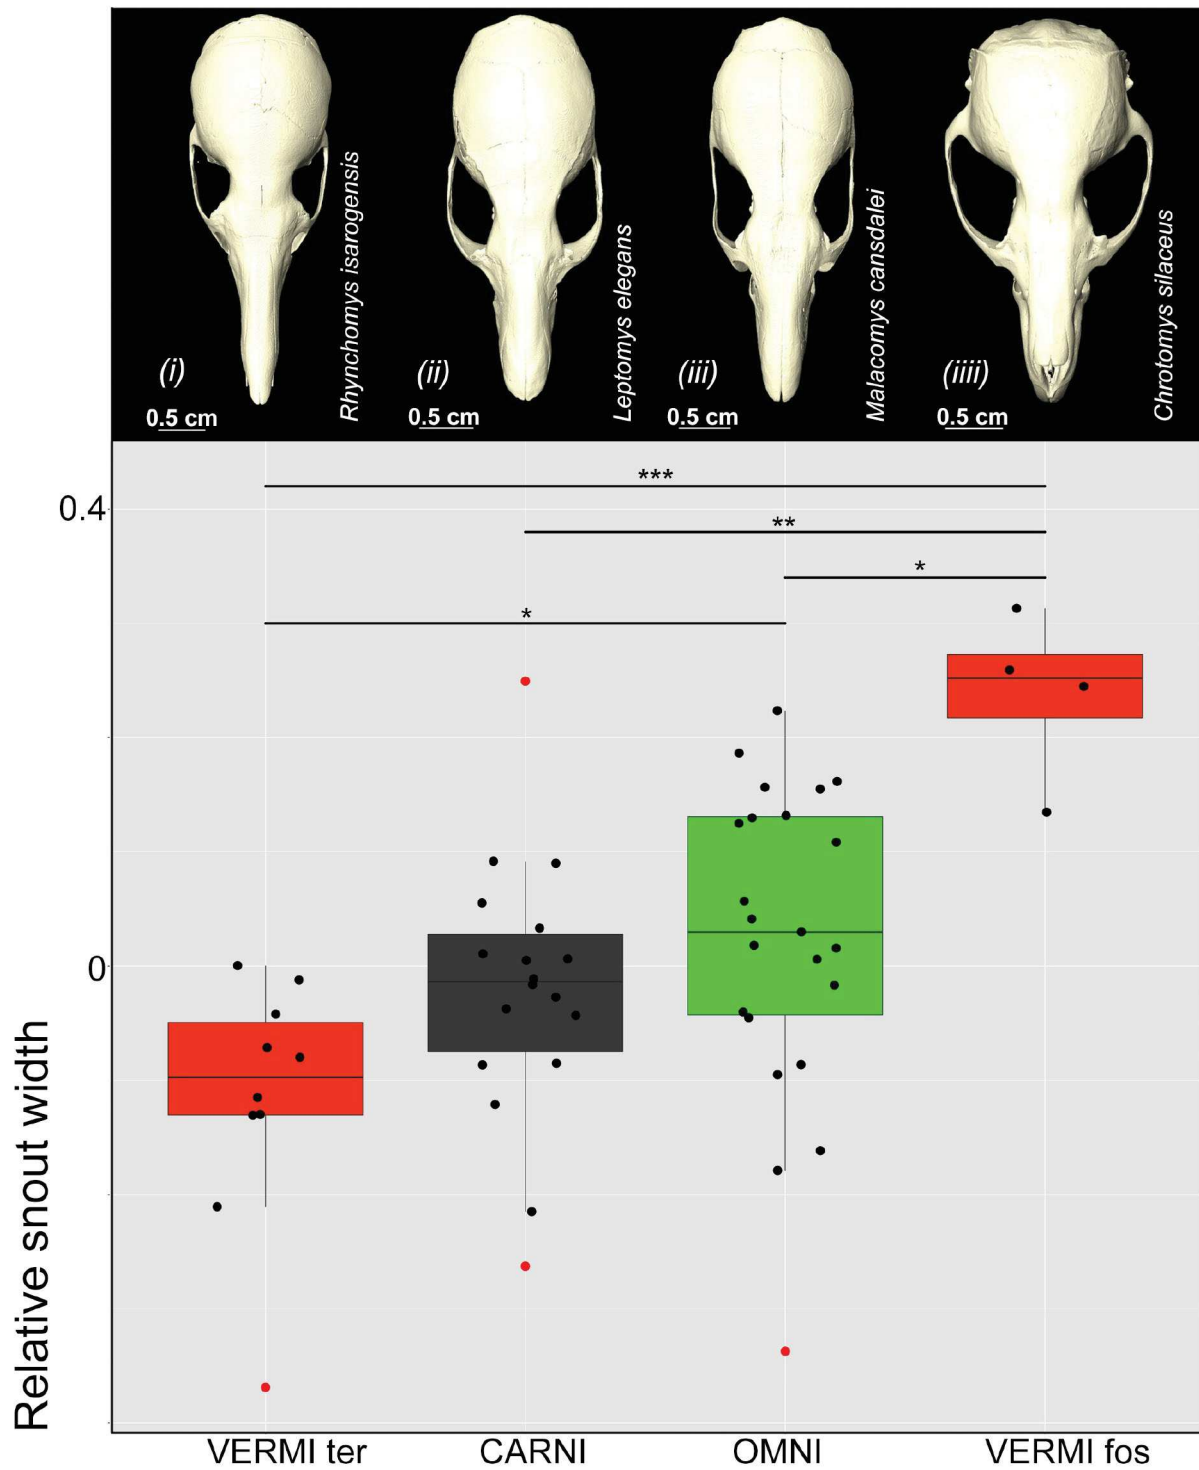 Rhynchomys isarogensis
Leptomys elegans
Malacomys cansdalei
Chrotomys silaceus
(i)
(ii)
(iii)
(iiii)
0.5 cm
0.5 cm
0.5 cm
0.5 cm
***
0.4
**
*
*
0
Relative snout width
VERMI ter
CARNI
OMNI
VERMI fos